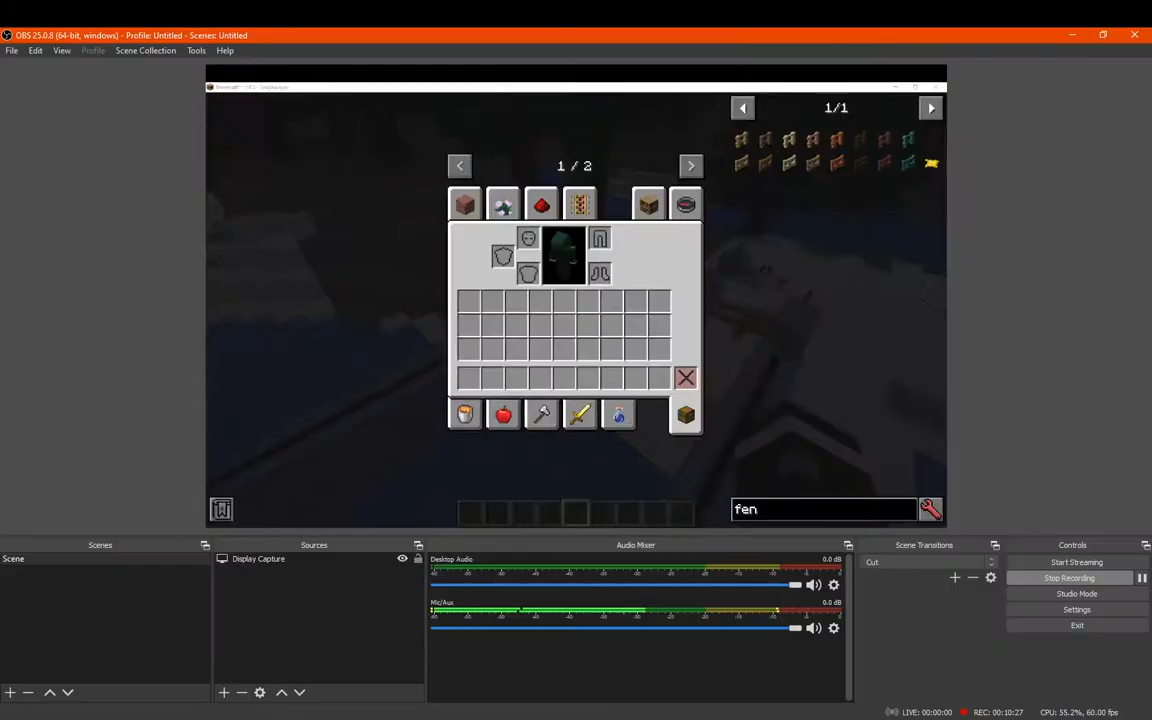 OBS 25.0.8 (64-bit, windows) - Profile: Untitled - Scenes: Untitled
File Edit View Profile Scene Collection Tools Help
1/1
1 / 2
fen
Scenes
Sources
Audio Mixer
Scene Transitions
Controls
Scene
Display Capture
Desktop Audio 0.0 dB
Mic/Aux 0.0 dB
Cut
Start Streaming
Stop Recording
Studio Mode
Settings
Exit
LIVE: 00:00:00 REC: 00:10:27 CPU: 55.2%, 60.00 fps